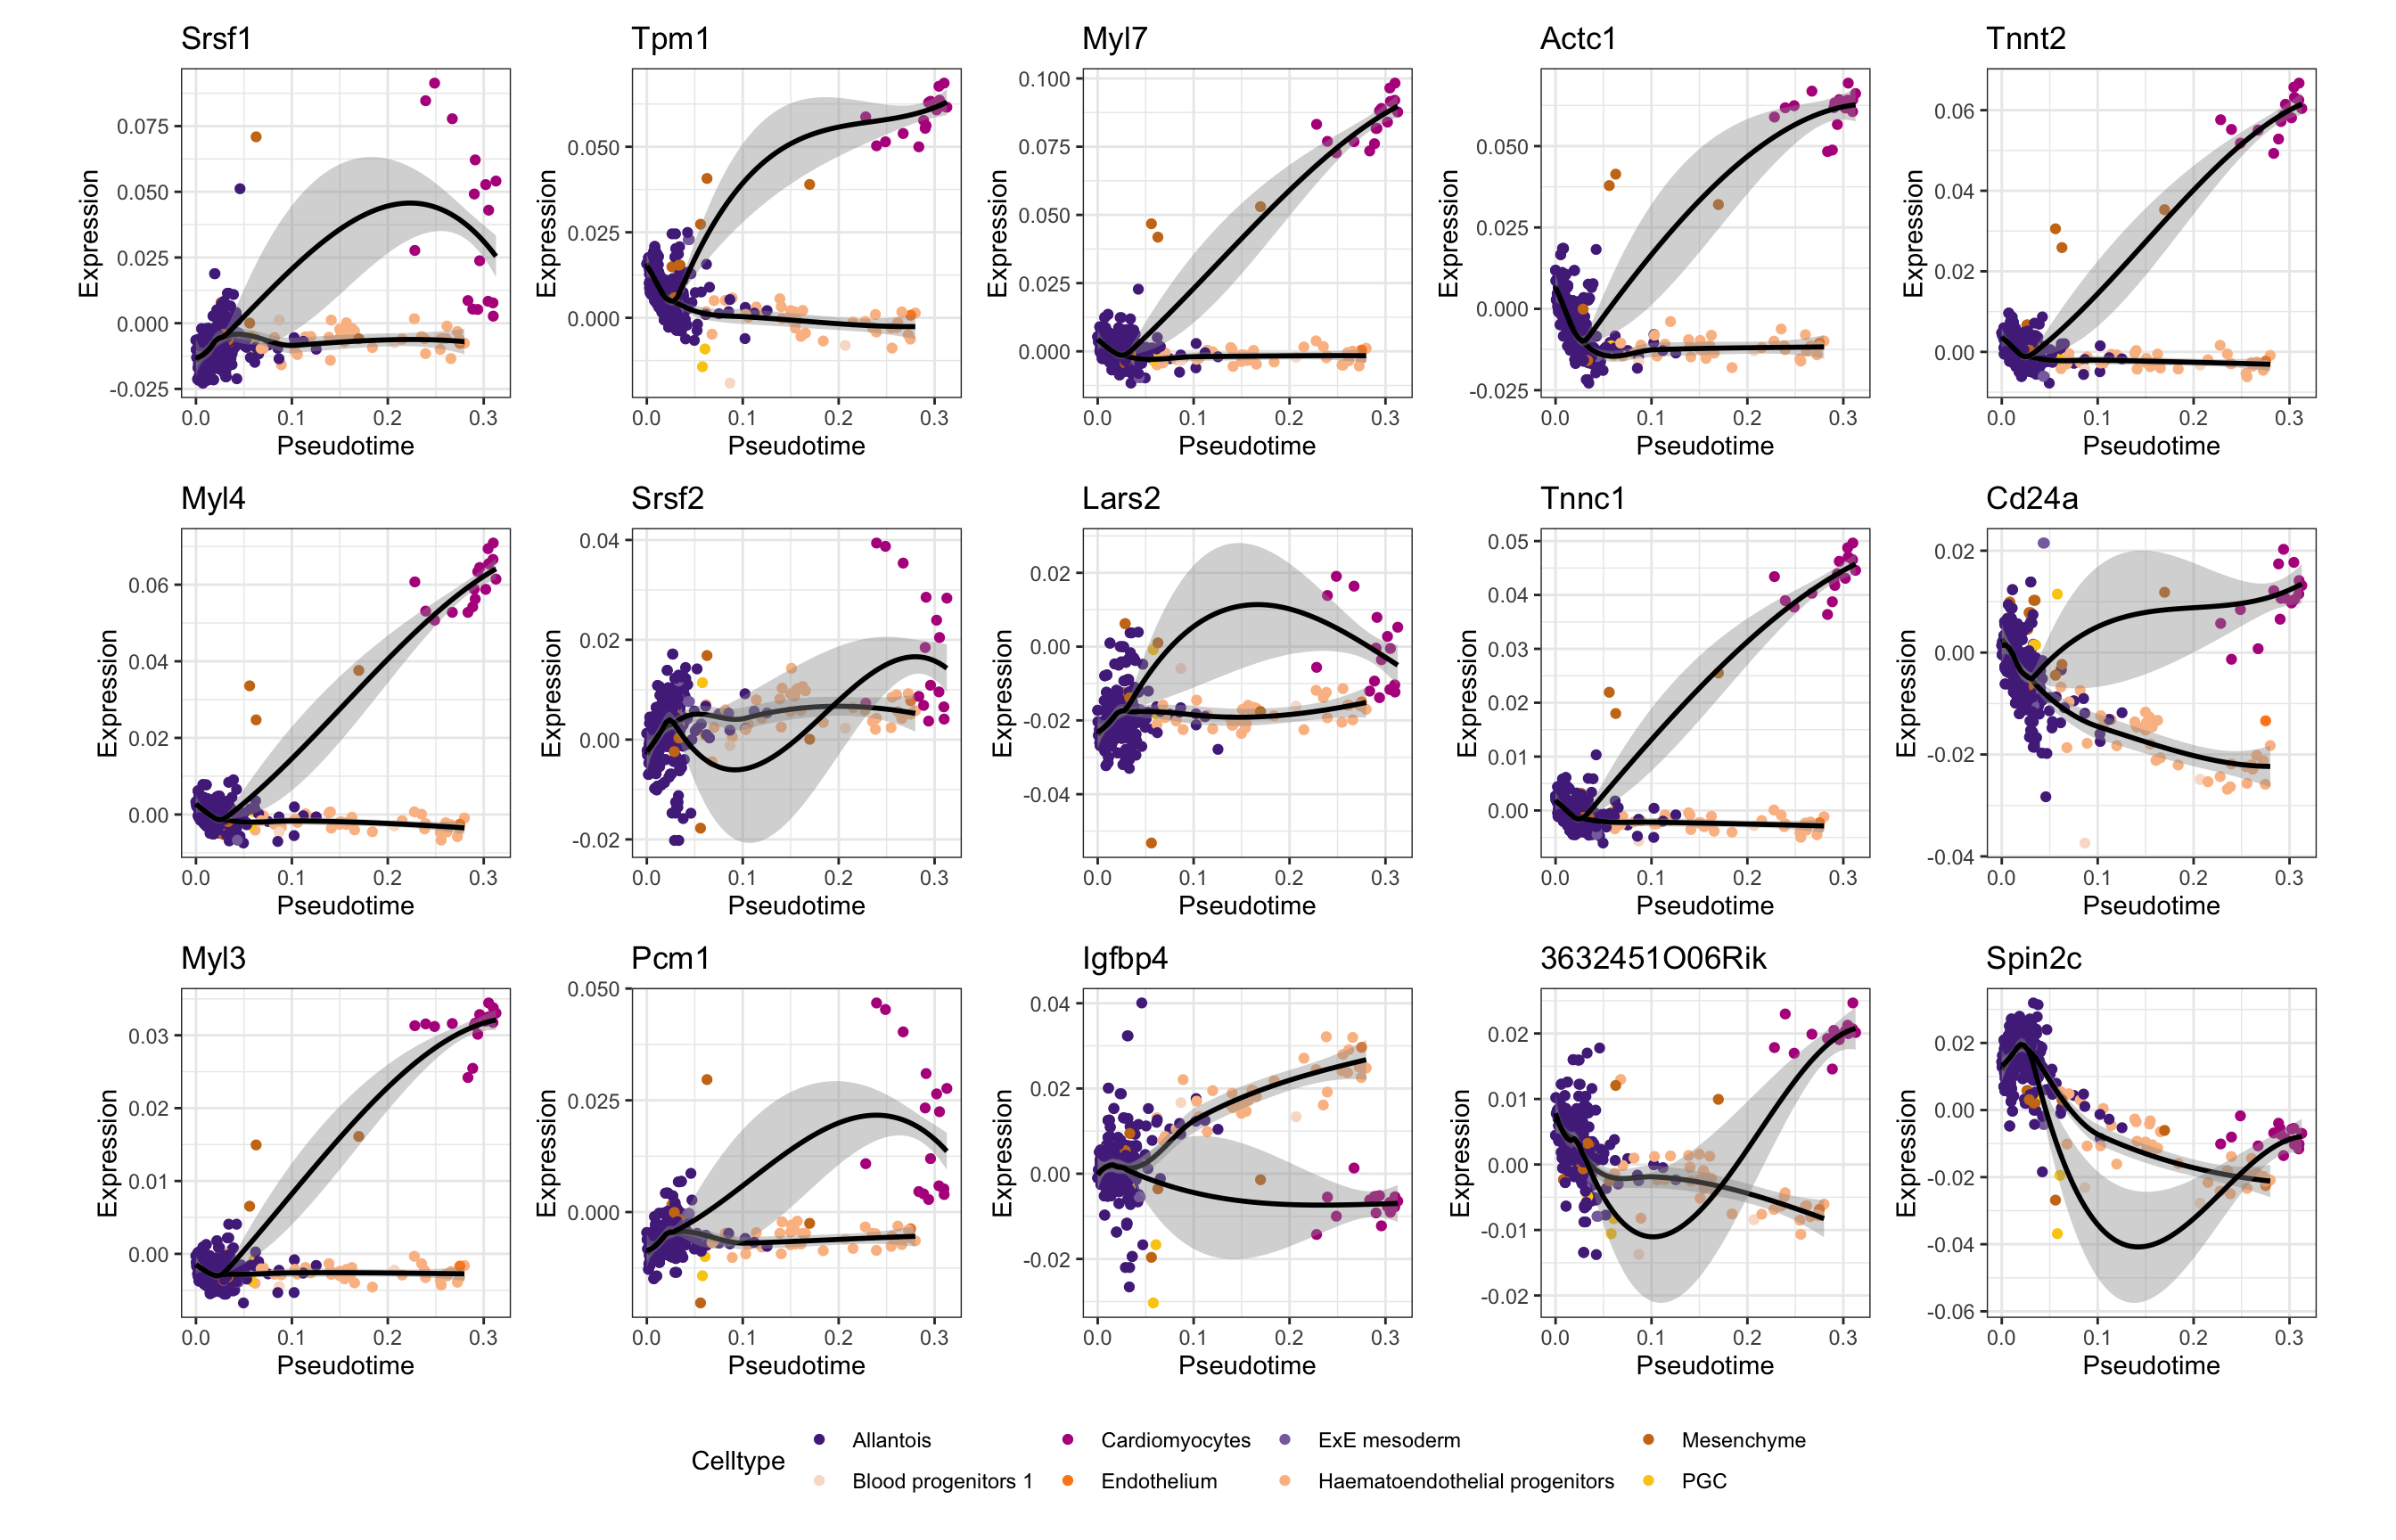 Srsf1
Tpm1
Myl7
Actc1
Tnnt2
Expression
0.075
0.050
0.025
0.000
-0.025
0.0 0.1 0.2 0.3
Pseudotime
Expression
0.050
0.025
0.000
0.0 0.1 0.2 0.3
Pseudotime
Expression
0.100
0.075
0.050
0.025
0.000
0.0 0.1 0.2 0.3
Pseudotime
Expression
0.050
0.025
0.000
-0.025
0.0 0.1 0.2 0.3
Pseudotime
Expression
0.06
0.04
0.02
0.00
0.0 0.1 0.2 0.3
Pseudotime
Myl4
Srsf2
Lars2
Tnnc1
Cd24a
Expression
0.06
0.04
0.02
0.00
0.0 0.1 0.2 0.3
Pseudotime
Expression
0.04
0.02
0.00
-0.02
0.0 0.1 0.2 0.3
Pseudotime
Expression
0.02
0.00
-0.02
-0.04
0.0 0.1 0.2 0.3
Pseudotime
Expression
0.05
0.04
0.03
0.02
0.01
0.00
0.0 0.1 0.2 0.3
Pseudotime
Expression
0.02
0.00
-0.02
-0.04
0.0 0.1 0.2 0.3
Pseudotime
Myl3
Pcm1
Igfbp4
3632451O06Rik
Spin2c
Expression
0.03
0.02
0.01
0.00
0.0 0.1 0.2 0.3
Pseudotime
Expression
0.050
0.025
0.000
0.0 0.1 0.2 0.3
Pseudotime
Expression
0.04
0.02
0.00
-0.02
0.0 0.1 0.2 0.3
Pseudotime
Expression
0.02
0.01
0.00
-0.01
-0.02
0.0 0.1 0.2 0.3
Pseudotime
Expression
0.02
0.00
-0.02
-0.04
-0.06
0.0 0.1 0.2 0.3
Pseudotime
Celltype
Allantois Cardiomyocytes ExE mesoderm Mesenchyme
Blood progenitors 1 Endothelium Haematoendothelial progenitors PGC